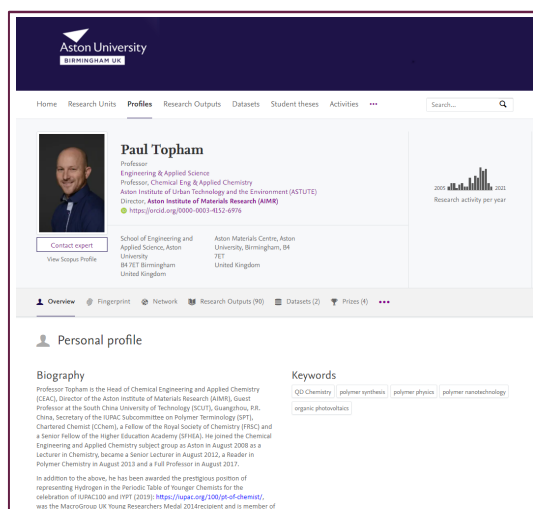 Aston University
BIRMINGHAM UK
Home Research Units Profiles Research Outputs Datasets Student theses Activities •••
Search...
Paul Topham
Professor
Engineering & Applied Science
Professor, Chemical Eng & Applied Chemistry
Aston Institute of Urban Technology and the Environment (ASTUTE)
Director, Aston Institute of Materials Research (AIMR)
https://orcid.org/0000-0003-4152-6976
2005 2021
Research activity per year
Contact expert
View Scopus Profile
School of Engineering and
Applied Science, Aston
University
B4 7ET Birmingham
United Kingdom
Aston Materials Centre, Aston
University, Birmingham, B4
7ET
United Kingdom
Overview Fingerprint Network Research Outputs (90) Datasets (2) Prizes (4) •••
Personal profile
Biography
Professor Topham is the Head of Chemical Engineering and Applied Chemistry
(CEAC), Director of the Aston Institute of Materials Research (AIMR), Guest
Professor at the South China University of Technology (SCUT), Guangzhou, P.R.
China, Secretary of the IUPAC Subcommittee on Polymer Terminology (SPT),
Chartered Chemist (CChem), a Fellow of the Royal Society of Chemistry (FRSC) and
a Senior Fellow of the Higher Education Academy (SFHEA). He joined the Chemical
Engineering and Applied Chemistry subject group as Aston in August 2008 as a
Lecturer in Chemistry, became a Senior Lecturer in August 2012, a Reader in
Polymer Chemistry in August 2013 and a Full Professor in August 2017.
In addition to the above, he has been awarded the prestigious position of
representing Hydrogen in the Periodic Table of Younger Chemists for the
celebration of IUPAC100 and IYPT (2019): https://iupac.org/100/pt-of-chemist/,
was the MacroGroup UK Young Researchers Medal 2014recipient and is member of
Keywords
QD Chemistry polymer synthesis polymer physics polymer nanotechnology
organic photovoltaics